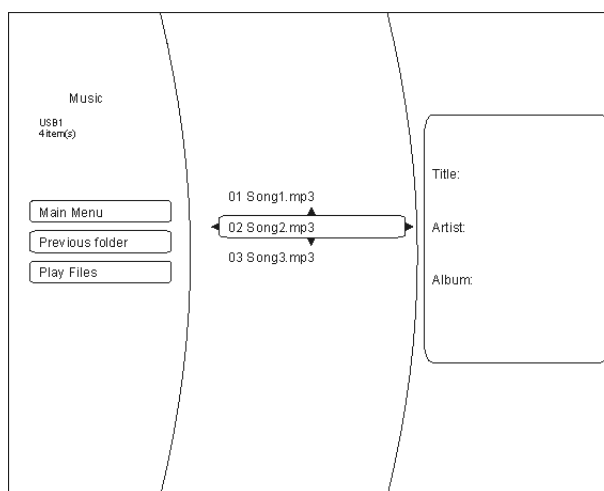 Music
USB1
4 item(s)
Main Menu
Previous folder
Play Files
01 Song1.mp3
02 Song2.mp3
03 Song3.mp3
Title:
Artist:
Album: